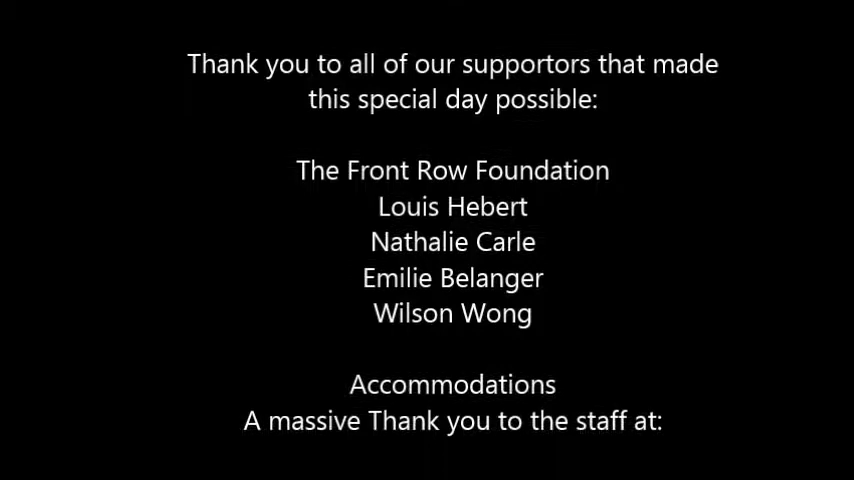 Thank you to all of our supportors that made
this special day possible:
The Front Row Foundation
Louis Hebert
Nathalie Carle
Emilie Belanger
Wilson Wong
Accommodations
A massive Thank you to the staff at: